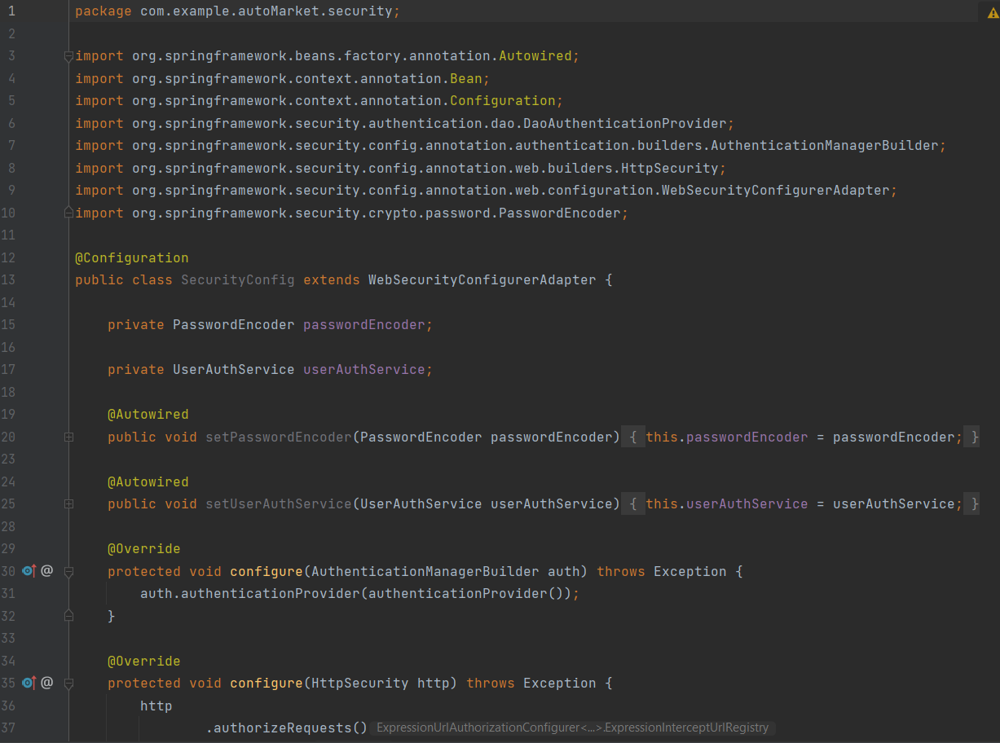 1 package com.example.autoMarket.security;
2
3 import org.springframework.beans.factory.annotation.Autowired;
4 import org.springframework.context.annotation.Bean;
5 import org.springframework.context.annotation.Configuration;
6 import org.springframework.security.authentication.dao.DaoAuthenticationProvider;
7 import org.springframework.security.config.annotation.authentication.builders.AuthenticationManagerBuilder;
8 import org.springframework.security.config.annotation.web.builders.HttpSecurity;
9 import org.springframework.security.config.annotation.web.configuration.WebSecurityConfigurerAdapter;
10 import org.springframework.security.crypto.password.PasswordEncoder;
11
12 @Configuration
13 public class SecurityConfig extends WebSecurityConfigurerAdapter {
14
15     private PasswordEncoder passwordEncoder;
16
17     private UserAuthService userAuthService;
18
19     @Autowired
20     public void setPasswordEncoder(PasswordEncoder passwordEncoder) { this.passwordEncoder = passwordEncoder; }
23
24     @Autowired
25     public void setUserAuthService(UserAuthService userAuthService) { this.userAuthService = userAuthService; }
28
29     @Override
30 @     protected void configure(AuthenticationManagerBuilder auth) throws Exception {
31         auth.authenticationProvider(authenticationProvider());
32     }
33
34     @Override
35 @     protected void configure(HttpSecurity http) throws Exception {
36         http
37                 .authorizeRequests() ExpressionUrlAuthorizationConfigurer<...>.ExpressionInterceptUrlRegistry